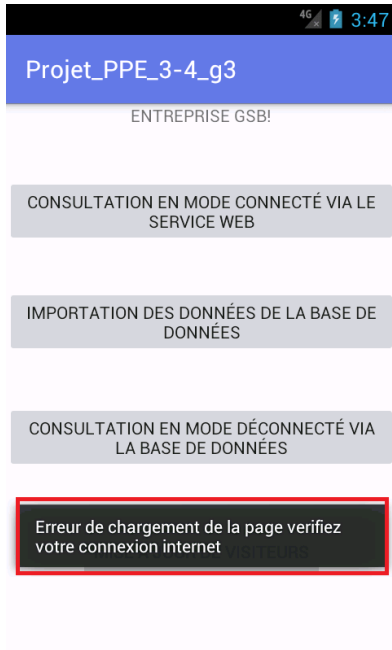 4G 3:47
Projet_PPE_3-4_g3
ENTREPRISE GSB!
CONSULTATION EN MODE CONNECTÉ VIA LE
SERVICE WEB
IMPORTATION DES DONNÉES DE LA BASE DE
DONNÉES
CONSULTATION EN MODE DÉCONNECTÉ VIA
LA BASE DE DONNÉES
Erreur de chargement de la page verifiez
votre connexion internet
VISITEURS